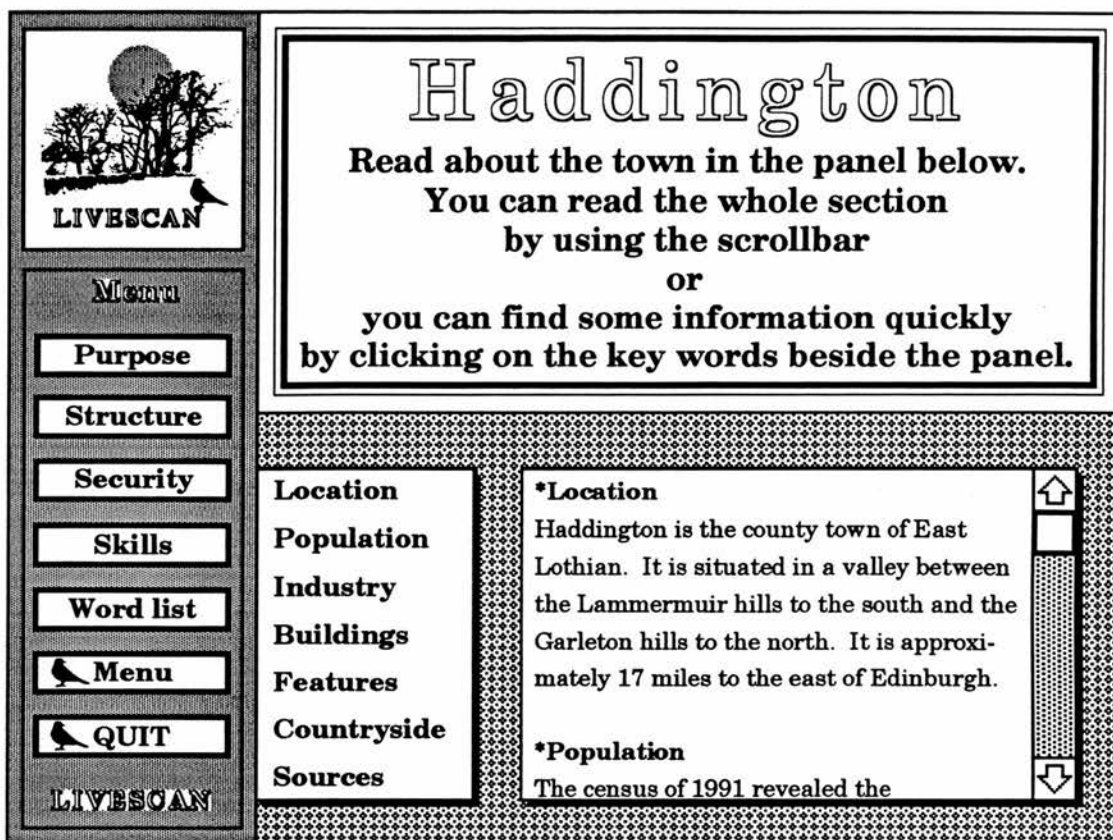 LIVESCAN
Menu
Purpose
Structure
Security
Skills
Word list
Menu
QUIT
LIVESCAN
Haddington
Read about the town in the panel below.
You can read the whole section
by using the scrollbar
or
you can find some information quickly
by clicking on the key words beside the panel.
Location
Population
Industry
Buildings
Features
Countryside
Sources
*Location
Haddington is the county town of East
Lothian. It is situated in a valley between
the Lammermuir hills to the south and the
Garleton hills to the north. It is approxi-
mately 17 miles to the east of Edinburgh.
*Population
The census of 1991 revealed the